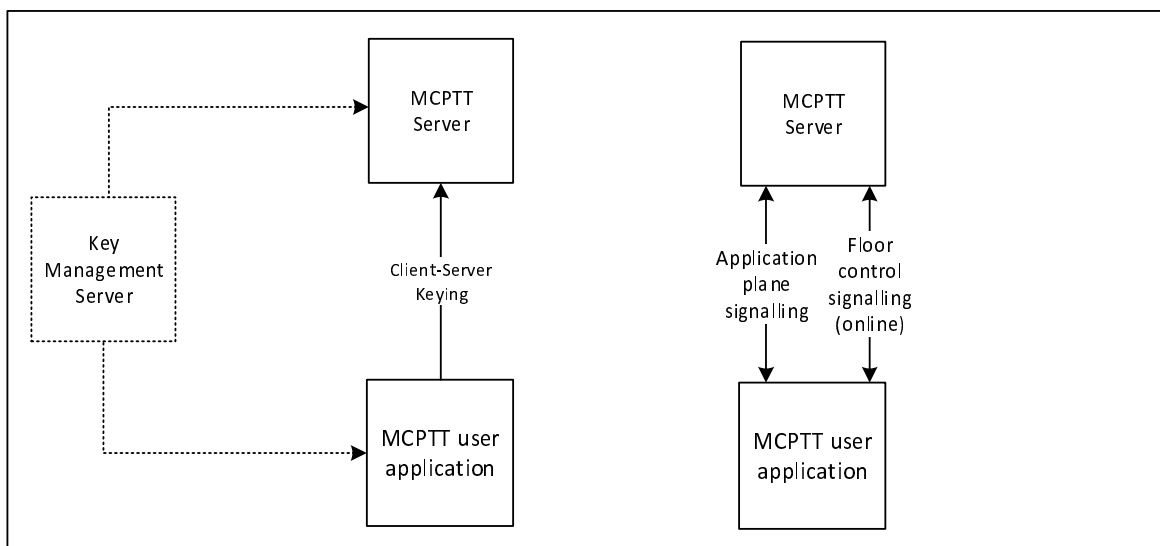 MCPTT
Server
Key
Management
Server
Client-Server
Keying
MCPTT user
application
MCPTT
Server
Application
plane
signalling
Floor
control
signalling
(online)
MCPTT user
application